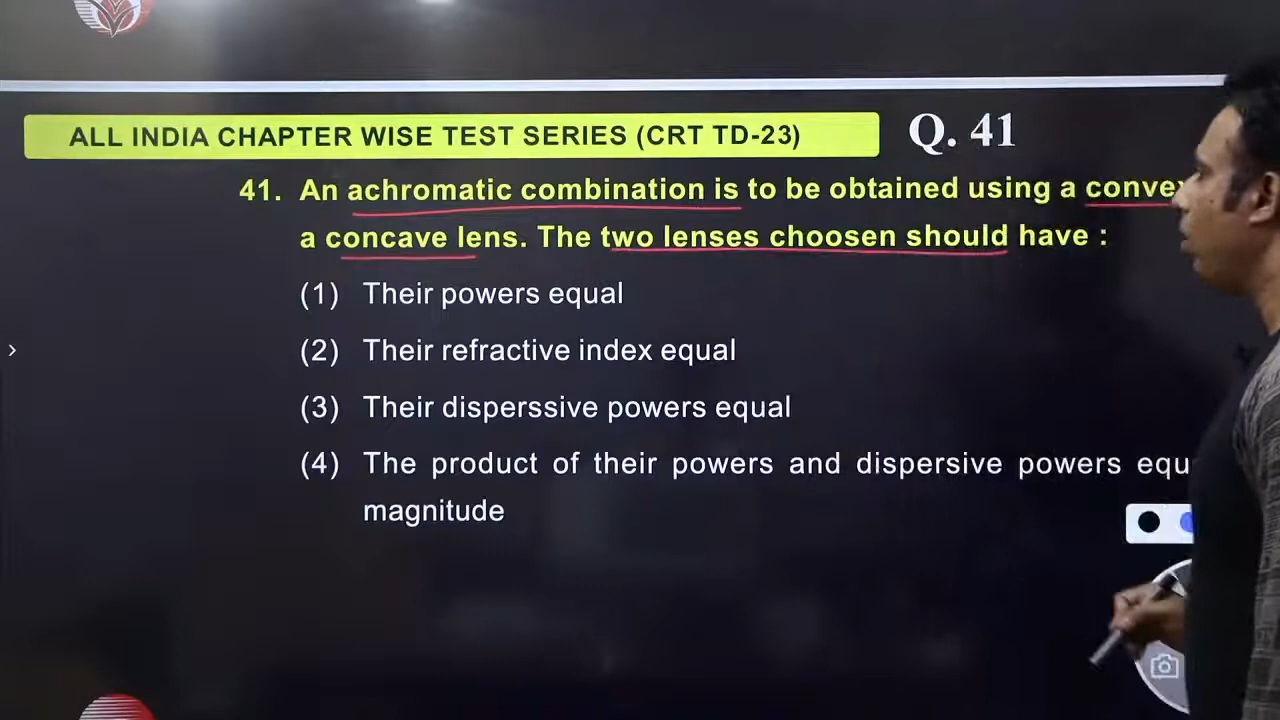 ALL INDIA CHAPTER WISE TEST SERIES (CRT TD-23) Q. 41
41. An achromatic combination is to be obtained using a
a concave lens. The two lenses choosen should have :
(1) Their powers equal
(2) Their refractive index equal
(3) Their disperssive powers equal
(4) The product of their powers and dispersive powers
magnitude